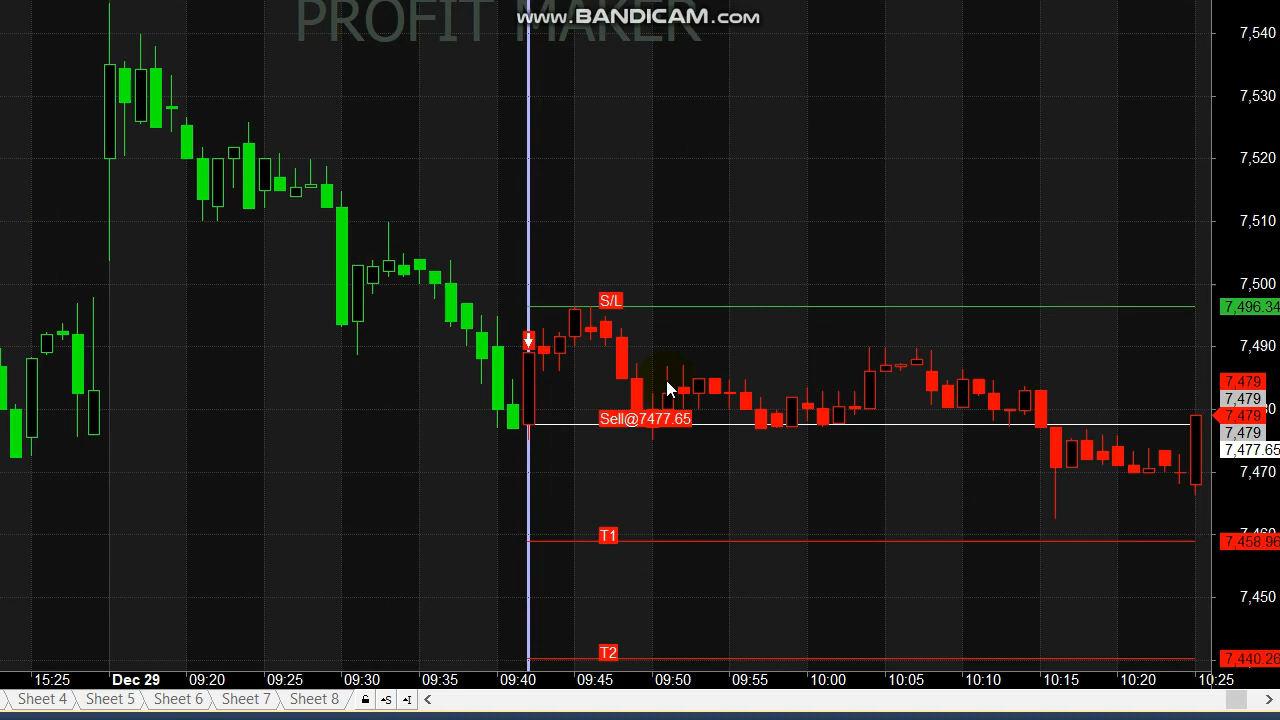 www.BANDICAM.com
PROFIT MAKER
7,540
7,530
7,520
7,510
7,500
S/L
7,496.34
7,490
7,479
7,479
Sell@7477.65
7,479
7,479
7,477.65
7,470
T1
7,458.96
7,450
T2
7,440.26
15:25 Dec 29 09:20 09:25 09:30 09:35 09:40 09:45 09:50 09:55 10:00 10:05 10:10 10:15 10:20 10:25
Sheet 4 Sheet 5 Sheet 6 Sheet 7 Sheet 8 S I